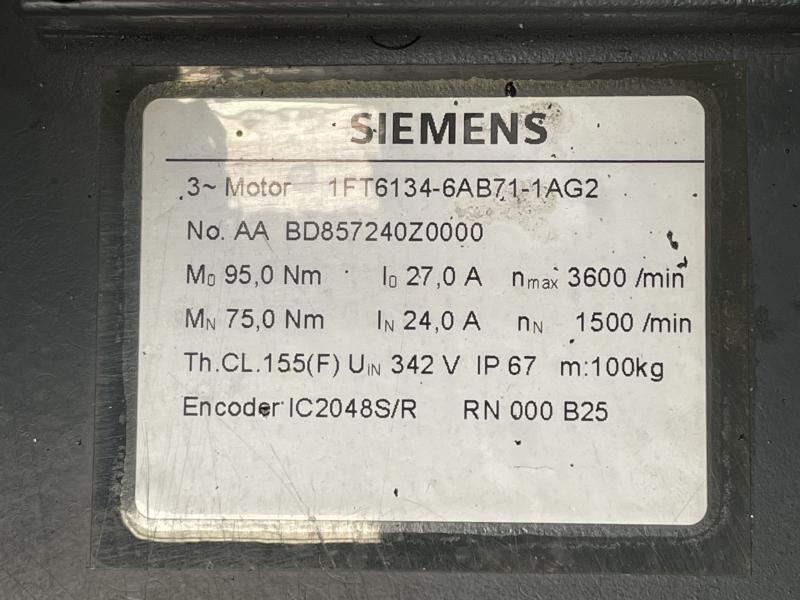 SIEMENS
3~ Motor 1FT6134-6AB71-1AG2
No. AA BD857240Z0000
M₀ 95,0 Nm I₀ 27,0 A nmax 3600 /min
MN 75,0 Nm IN 24,0 A nN 1500 /min
Th.CL.155(F) UIN 342 V IP 67 m:100kg
Encoder IC2048S/R RN 000 B25